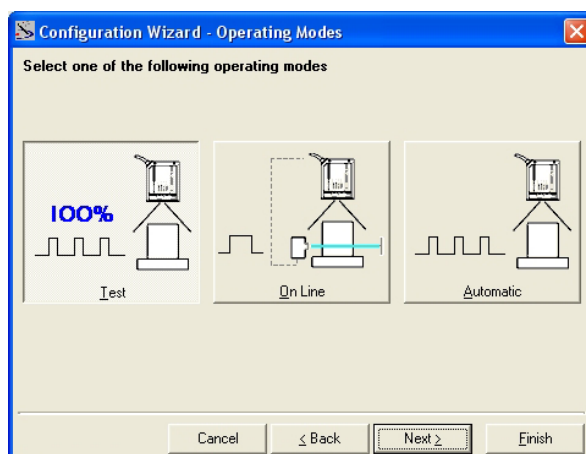 Configuration Wizard - Operating Modes
Select one of the following operating modes
100%
Test
On Line
Automatic
Cancel
< Back
Next >
Finish